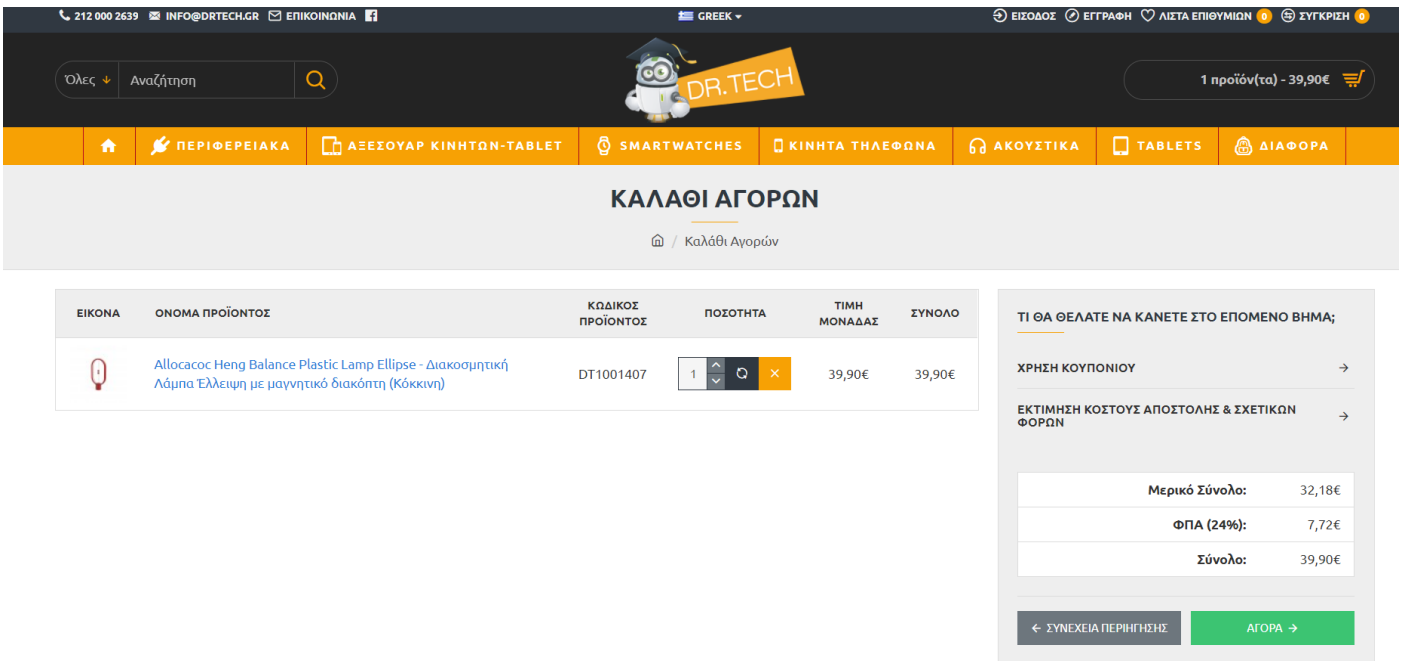 212 000 2639 INFO@DRTECH.GR ΕΠΙΚΟΙΝΩΝΙΑ
GREEK
ΕΙΣΟΔΟΣ ΕΓΓΡΑΦΗ ΛΙΣΤΑ ΕΠΙΘΥΜΙΩΝ 0 ΣΥΓΚΡΙΣΗ 0
Όλες Αναζήτηση
DR.TECH
1 προϊόν(τα) - 39,90€
ΠΕΡΙΦΕΡΕΙΑΚΑ ΑΞΕΣΟΥΑΡ ΚΙΝΗΤΩΝ-TABLET SMARTWATCHES ΚΙΝΗΤΑ ΤΗΛΕΦΩΝΑ ΑΚΟΥΣΤΙΚΑ TABLETS ΔΙΑΦΟΡΑ
ΚΑΛΑΘΙ ΑΓΟΡΩΝ
/ Καλάθι Αγορών
ΕΙΚΟΝΑ ΟΝΟΜΑ ΠΡΟΪΟΝΤΟΣ ΚΩΔΙΚΟΣ ΠΡΟΪΟΝΤΟΣ ΠΟΣΟΤΗΤΑ ΤΙΜΗ ΜΟΝΑΔΑΣ ΣΥΝΟΛΟ
Allocacoc Heng Balance Plastic Lamp Ellipse - Διακοσμητική
Λάμπα Έλλειψη με μαγνητικό διακόπτη (Κόκκινη)
DT1001407 1 39,90€ 39,90€
ΤΙ ΘΑ ΘΕΛΑΤΕ ΝΑ ΚΑΝΕΤΕ ΣΤΟ ΕΠΟΜΕΝΟ ΒΗΜΑ;
ΧΡΗΣΗ ΚΟΥΠΟΝΙΟΥ
ΕΚΤΙΜΗΣΗ ΚΟΣΤΟΥΣ ΑΠΟΣΤΟΛΗΣ & ΣΧΕΤΙΚΩΝ
ΦΟΡΩΝ
Μερικό Σύνολο: 32,18€
ΦΠΑ (24%): 7,72€
Σύνολο: 39,90€
← ΣΥΝΕΧΕΙΑ ΠΕΡΙΗΓΗΣΗΣ ΑΓΟΡΑ →